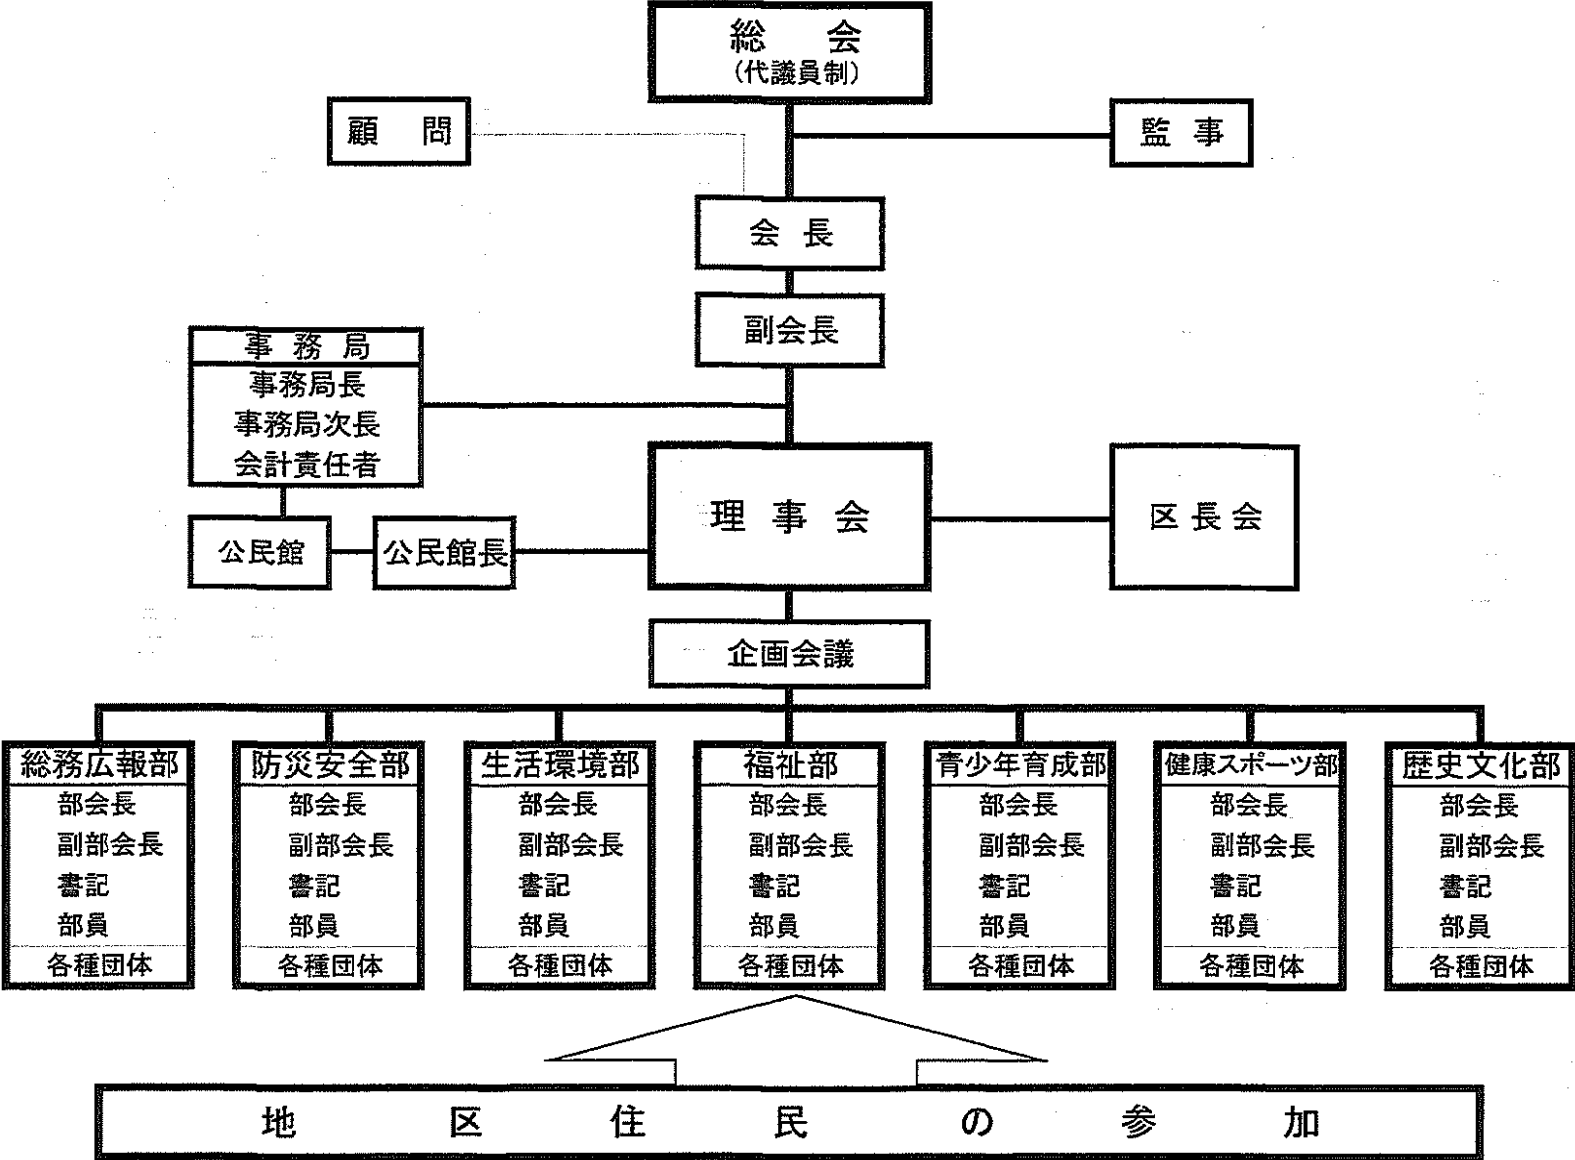 総会
(代議員制)
顧問
監事
会長
副会長
事務局
事務局長
事務局次長
会計責任者
理事会
区長会
公民館
公民館長
企画会議
総務広報部
部会長
副部会長
書記
部員
各種団体
防災安全部
部会長
副部会長
書記
部員
各種団体
生活環境部
部会長
副部会長
書記
部員
各種団体
福祉部
部会長
副部会長
書記
部員
各種団体
青少年育成部
部会長
副部会長
書記
部員
各種団体
健康スポーツ部
部会長
副部会長
書記
部員
各種団体
歴史文化部
部会長
副部会長
書記
部員
各種団体
地区住民の参加